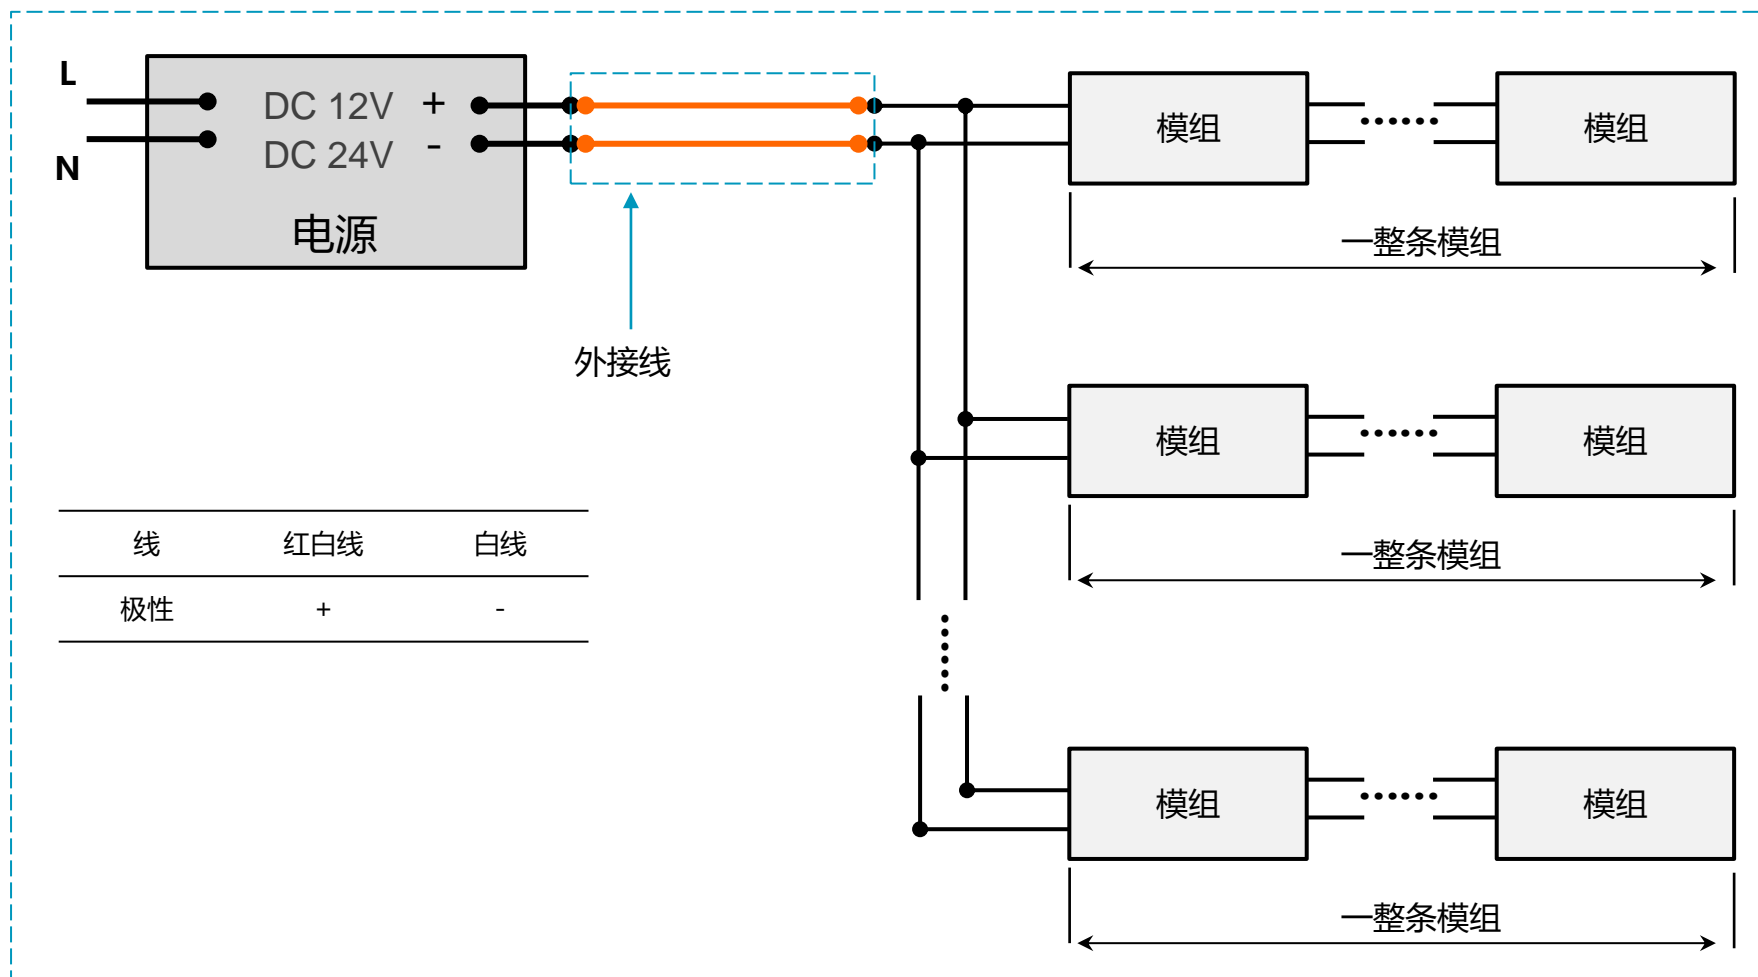 L
N
DC 12V +
DC 24V -
电源
外接线
模组
模组
一整条模组
模组
模组
一整条模组
线 红白线 白线
极性 + -
模组
模组
一整条模组